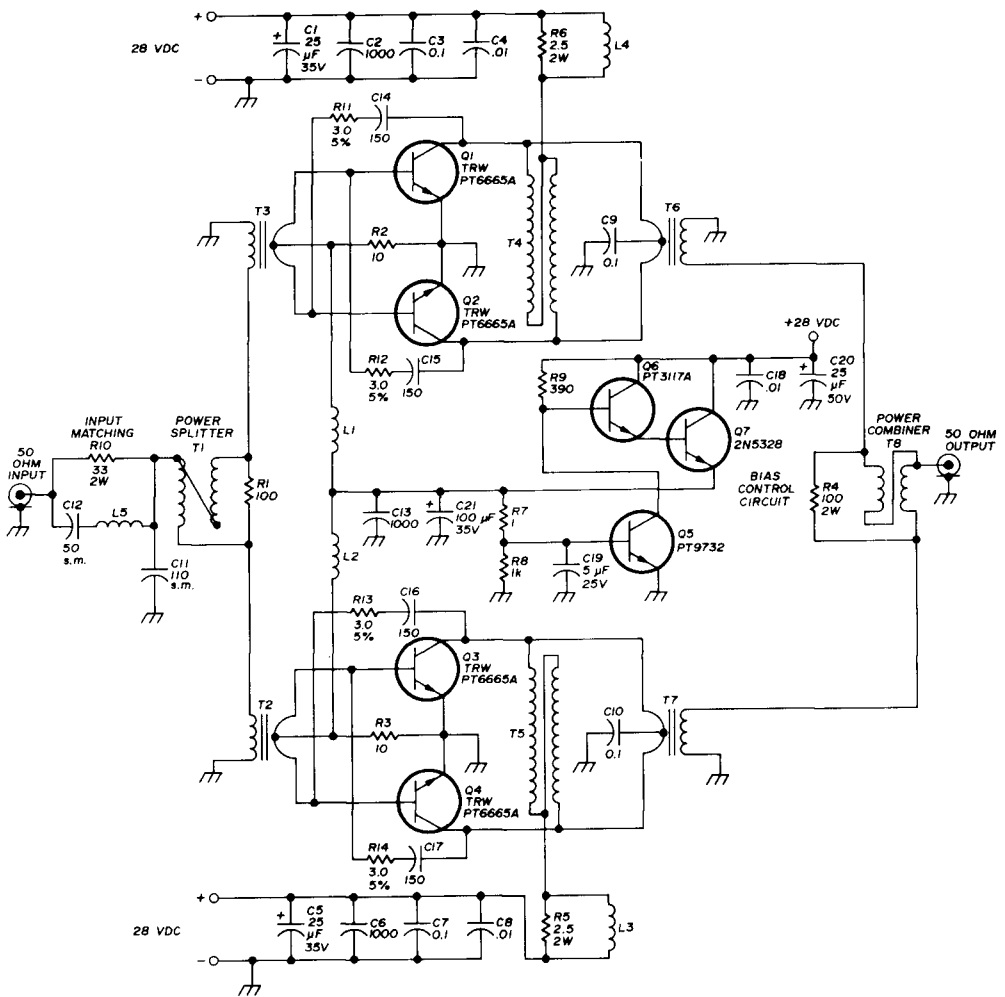 +
28 VDC
-
C1
25
µF
35V
+
C2
1000
C3
0.1
C4
.01
R6
2.5
2W
L4
R11
3.0
5%
C14
150
Q1
TRW
PT6665A
T3
R2
10
T4
C9
0.1
T6
Q2
TRW
PT6665A
R12
3.0
5%
C15
150
+28 VDC
R9
390
Q6
PT3117A
C18
.01
+
C20
25
µF
50V
Q7
2N5328
INPUT
MATCHING
R10
33
2W
POWER
SPLITTER
T1
50
OHM
INPUT
C12
50
s.m.
L5
C11
110
s.m.
R1
100
L1
L2
C13
1000
+
C21
100 µF
35V
R7
1
R8
1k
C19
5 µF
25V
Q5
PT9732
BIAS
CONTROL
CIRCUIT
R4
100
2W
POWER
COMBINER
T8
50 OHM
OUTPUT
R13
3.0
5%
C16
150
Q3
TRW
PT6665A
T2
R3
10
T5
C10
0.1
T7
Q4
TRW
PT6665A
R14
3.0
5%
C17
150
+
28 VDC
-
+
C5
25
µF
35V
C6
1000
C7
0.1
C8
.01
R5
2.5
2W
L3